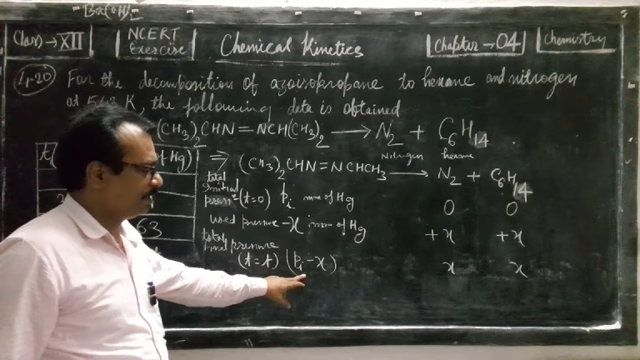 Class → XII
NCERT
Exercise
Chemical Kinetics
Chapter → 04
Chemistry
4.20 For the decomposition of azoisopropane to hexane and nitrogen
at 543 K, the following data is obtained
(CH₃)₂CHN = NCH(CH₃)₂ → N₂ + C₆H₁₄
Nitrogen hexane
of Hg)
⇒ (CH₃)₂CHN = NCHCH₃ → N₂ + C₆H₁₄
total
Initial
(t=0) Pᵢ mm of Hg 0 0
used pressure -x mm of Hg +x +x
63
total
Final pressure
(t=t) (Pᵢ-x) x x